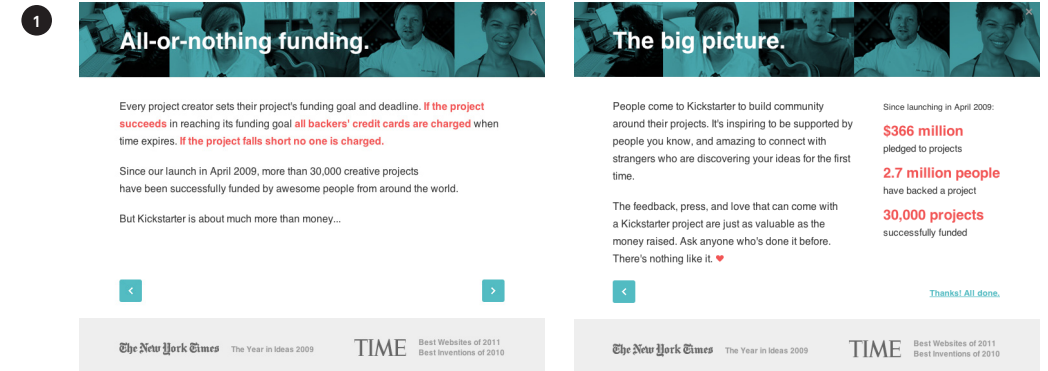 1
All-or-nothing funding.
Every project creator sets their project's funding goal and deadline. If the project
succeeds in reaching its funding goal all backers' credit cards are charged when
time expires. If the project falls short no one is charged.
Since our launch in April 2009, more than 30,000 creative projects
have been successfully funded by awesome people from around the world.
But Kickstarter is about much more than money...
The New York Times
The Year in Ideas 2009
TIME
Best Websites of 2011
Best Inventions of 2010
The big picture.
People come to Kickstarter to build community
around their projects. It's inspiring to be supported by
people you know, and amazing to connect with
strangers who are discovering your ideas for the first
time.
The feedback, press, and love that can come with
a Kickstarter project are just as valuable as the
money raised. Ask anyone who's done it before.
There's nothing like it. ♥
Since launching in April 2009:
$366 million
pledged to projects
2.7 million people
have backed a project
30,000 projects
successfully funded
Thanks! All done.
The New York Times
The Year in Ideas 2009
TIME
Best Websites of 2011
Best Inventions of 2010